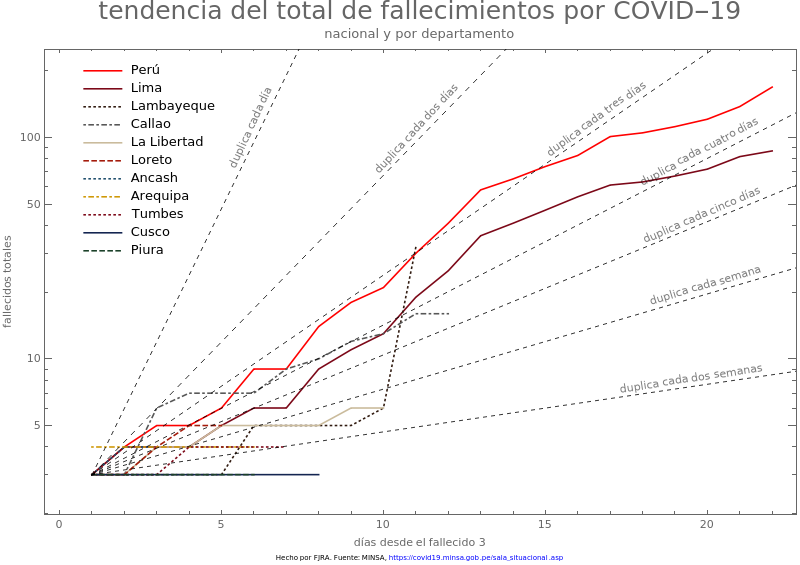 tendencia del total de fallecimientos por COVID–19
nacional y por departamento
Perú
Lima
Lambayeque
Callao
La Libertad
Loreto
Ancash
Arequipa
Tumbes
Cusco
Piura
duplica cada día
duplica cada dos días
duplica cada tres días
duplica cada cuatro días
duplica cada cinco días
duplica cada semana
duplica cada dos semanas
fallecidos totales
100
50
10
5
0 5 10 15 20
días desde el fallecido 3
Hecho por FJRA. Fuente: MINSA, https://covid19.minsa.gob.pe/sala_situacional .asp